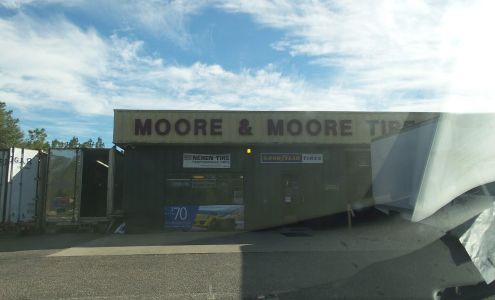 MOORE & MOORE TIRE
NEXEN TIRE
GOODYEAR TIRES
70